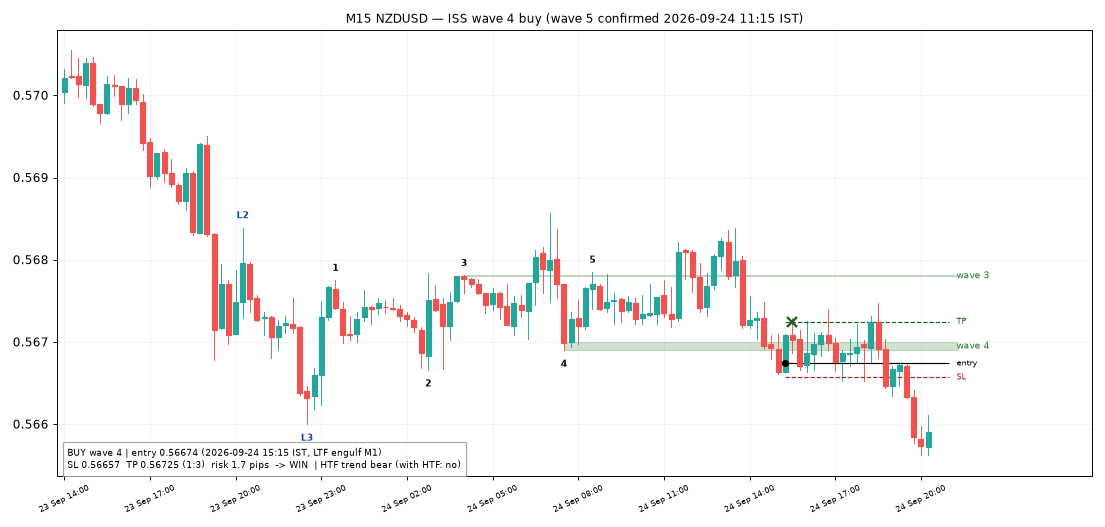 M15 NZDUSD — ISS wave 4 buy (wave 5 confirmed 2026-09-24 11:15 IST)
0.570
0.569
0.568
0.567
0.566
L2
L3
1
2
3
4
5
wave 3
TP
wave 4
entry
SL
BUY wave 4 | entry 0.56674 (2026-09-24 15:15 IST, LTF engulf M1)
SL 0.56657 TP 0.56725 (1:3) risk 1.7 pips -> WIN | HTF trend bear (with HTF: no)
23 Sep 14:00
23 Sep 17:00
23 Sep 20:00
23 Sep 23:00
24 Sep 02:00
24 Sep 05:00
24 Sep 08:00
24 Sep 11:00
24 Sep 14:00
24 Sep 17:00
24 Sep 20:00